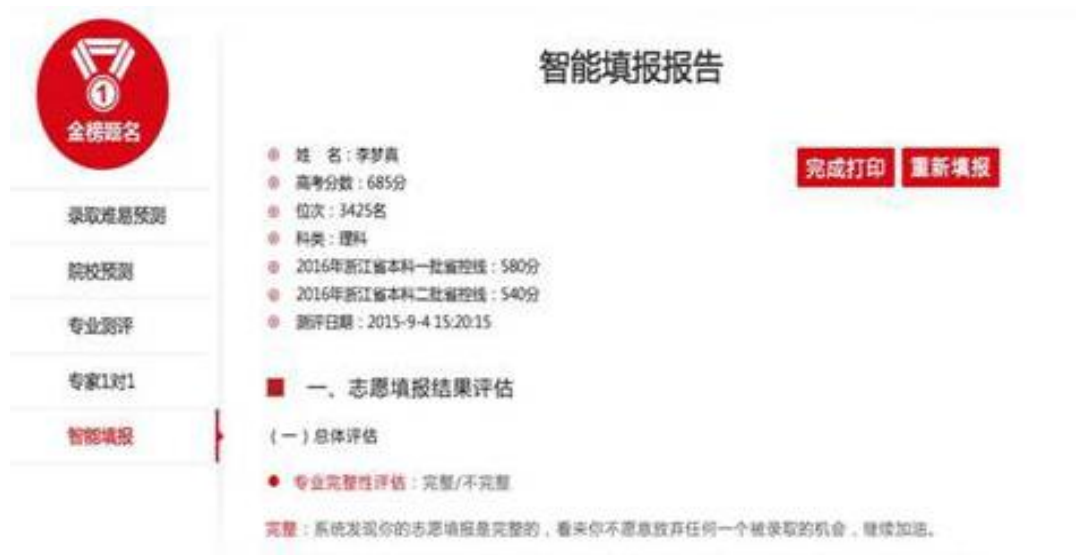 1
金榜题名
录取难易预测
院校预测
专业测评
专家1对1
智能填报
智能填报报告
完成打印 重新填报
姓 名：李梦真
高考分数：685分
位次：3425名
科类：理科
2016年浙江省本科一批省控线：580分
2016年浙江省本科二批省控线：540分
测评日期：2015-9-4 15:20:15
一、志愿填报结果评估
（一）总体评估
专业完整性评估：完整/不完整
完整：系统发现你的志愿填报是完整的，看来你不愿意放弃任何一个被录取的机会，继续加油。